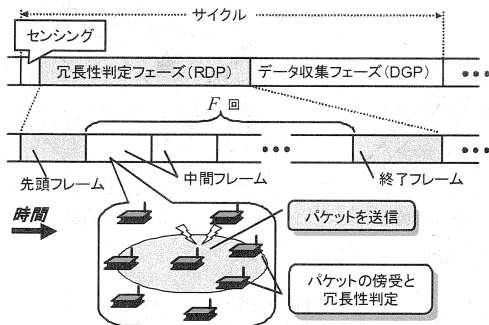 サイクル
センシング
冗長性判定フェーズ(RDP)
データ収集フェーズ(DGP)
F 回
先頭フレーム
中間フレーム
終了フレーム
時間
パケットを送信
パケットの傍受と
冗長性判定